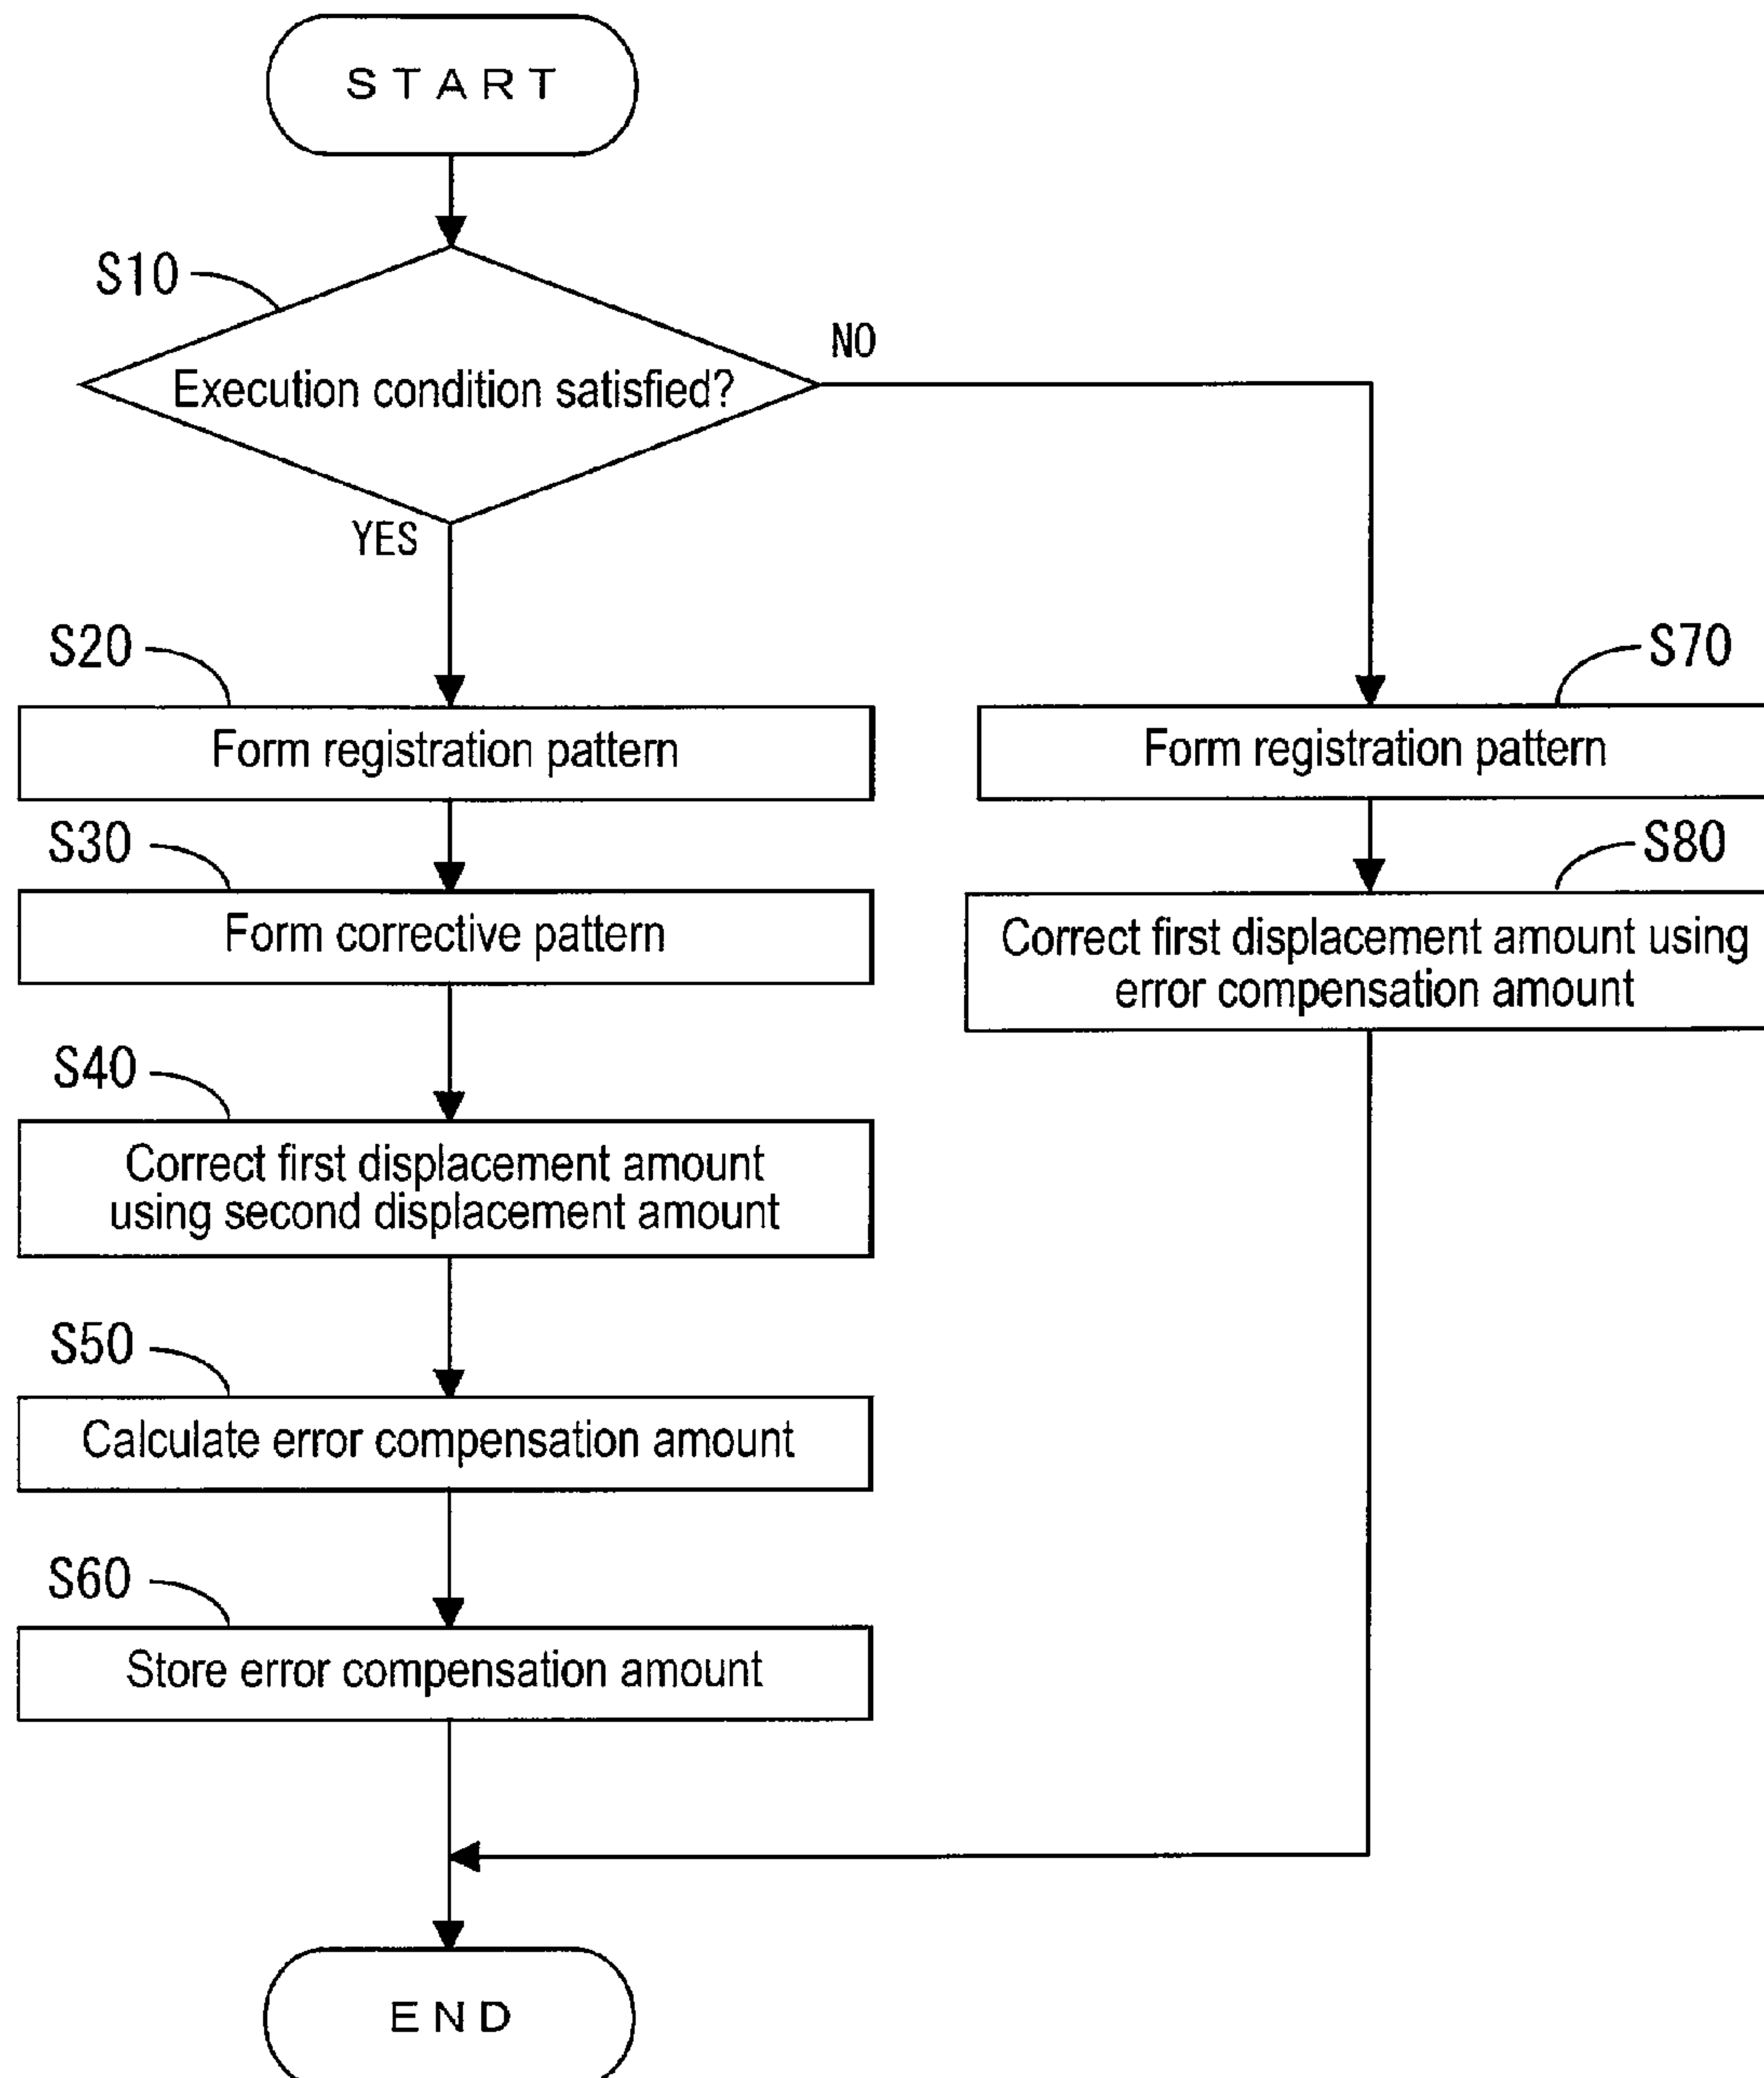 START
S10
NO
Execution condition satisfied?
YES
S20
Form registration pattern
S30
Form corrective pattern
S40
Correct first displacement amount
using second displacement amount
S50
Calculate error compensation amount
S60
Store error compensation amount
S70
Form registration pattern
S80
Correct first displacement amount using
error compensation amount
END